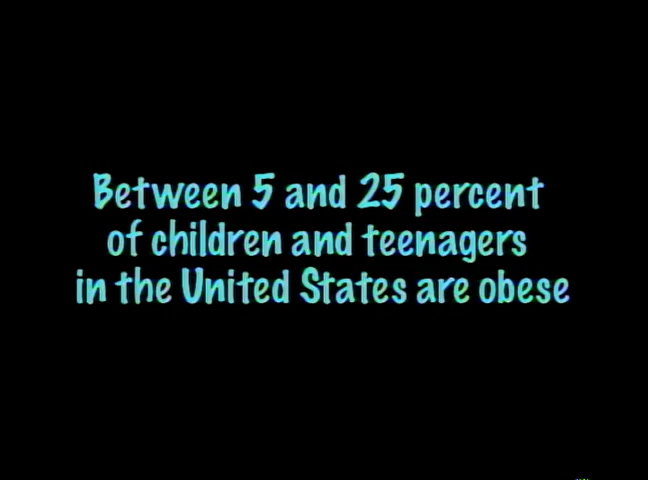 Between 5 and 25 percent
of children and teenagers
in the United States are obese